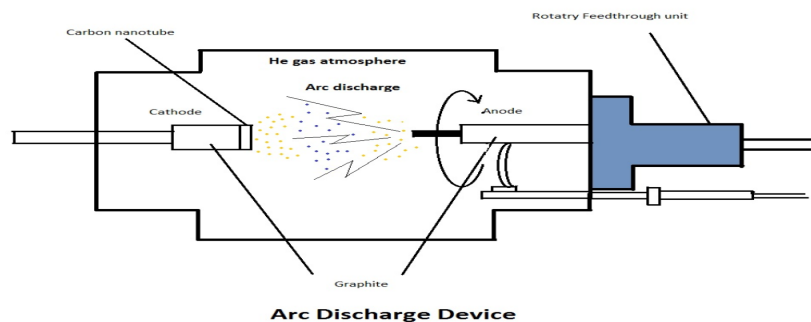 Rotatry Feedthrough unit
Carbon nanotube
He gas atmosphere
Arc discharge
Cathode
Anode
Graphite
Arc Discharge Device